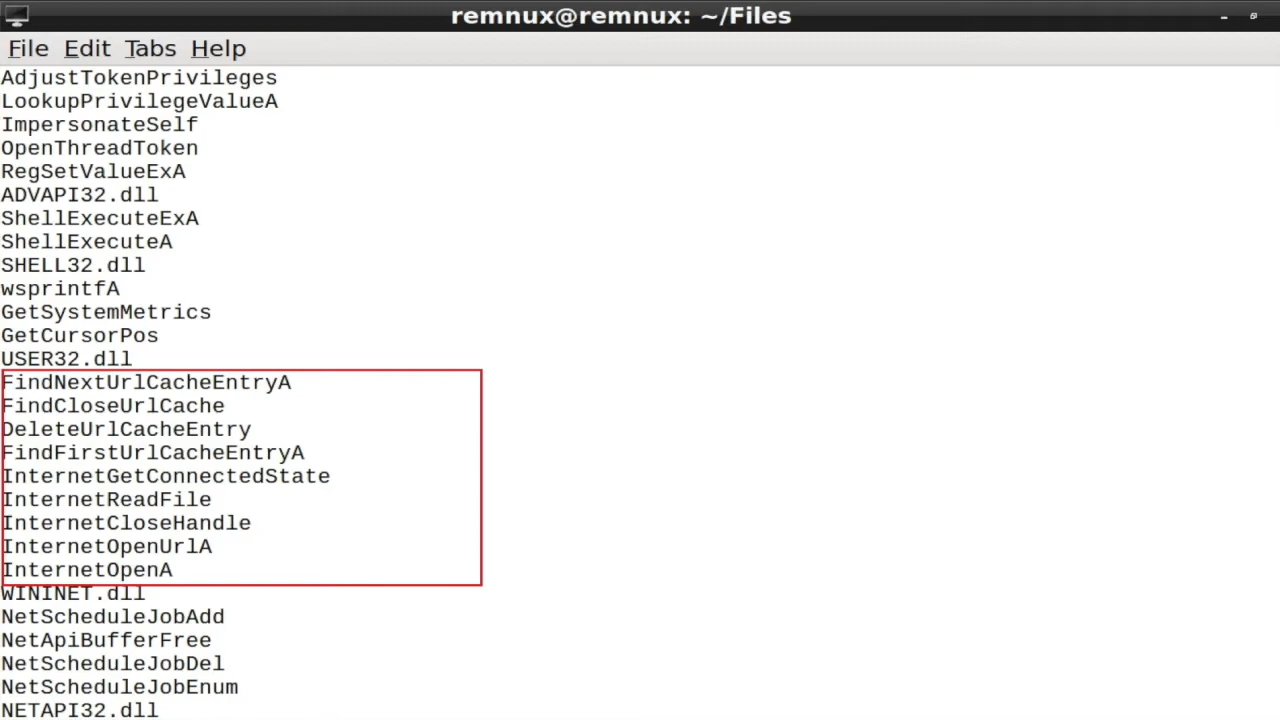 remnux@remnux: ~/Files
File Edit Tabs Help
AdjustTokenPrivileges
LookupPrivilegeValueA
ImpersonateSelf
OpenThreadToken
RegSetValueExA
ADVAPI32.dll
ShellExecuteExA
ShellExecuteA
SHELL32.dll
wsprintfA
GetSystemMetrics
GetCursorPos
USER32.dll
FindNextUrlCacheEntryA
FindCloseUrlCache
DeleteUrlCacheEntry
FindFirstUrlCacheEntryA
InternetGetConnectedState
InternetReadFile
InternetCloseHandle
InternetOpenUrlA
InternetOpenA
WININET.dll
NetScheduleJobAdd
NetApiBufferFree
NetScheduleJobDel
NetScheduleJobEnum
NETAPI32.dll